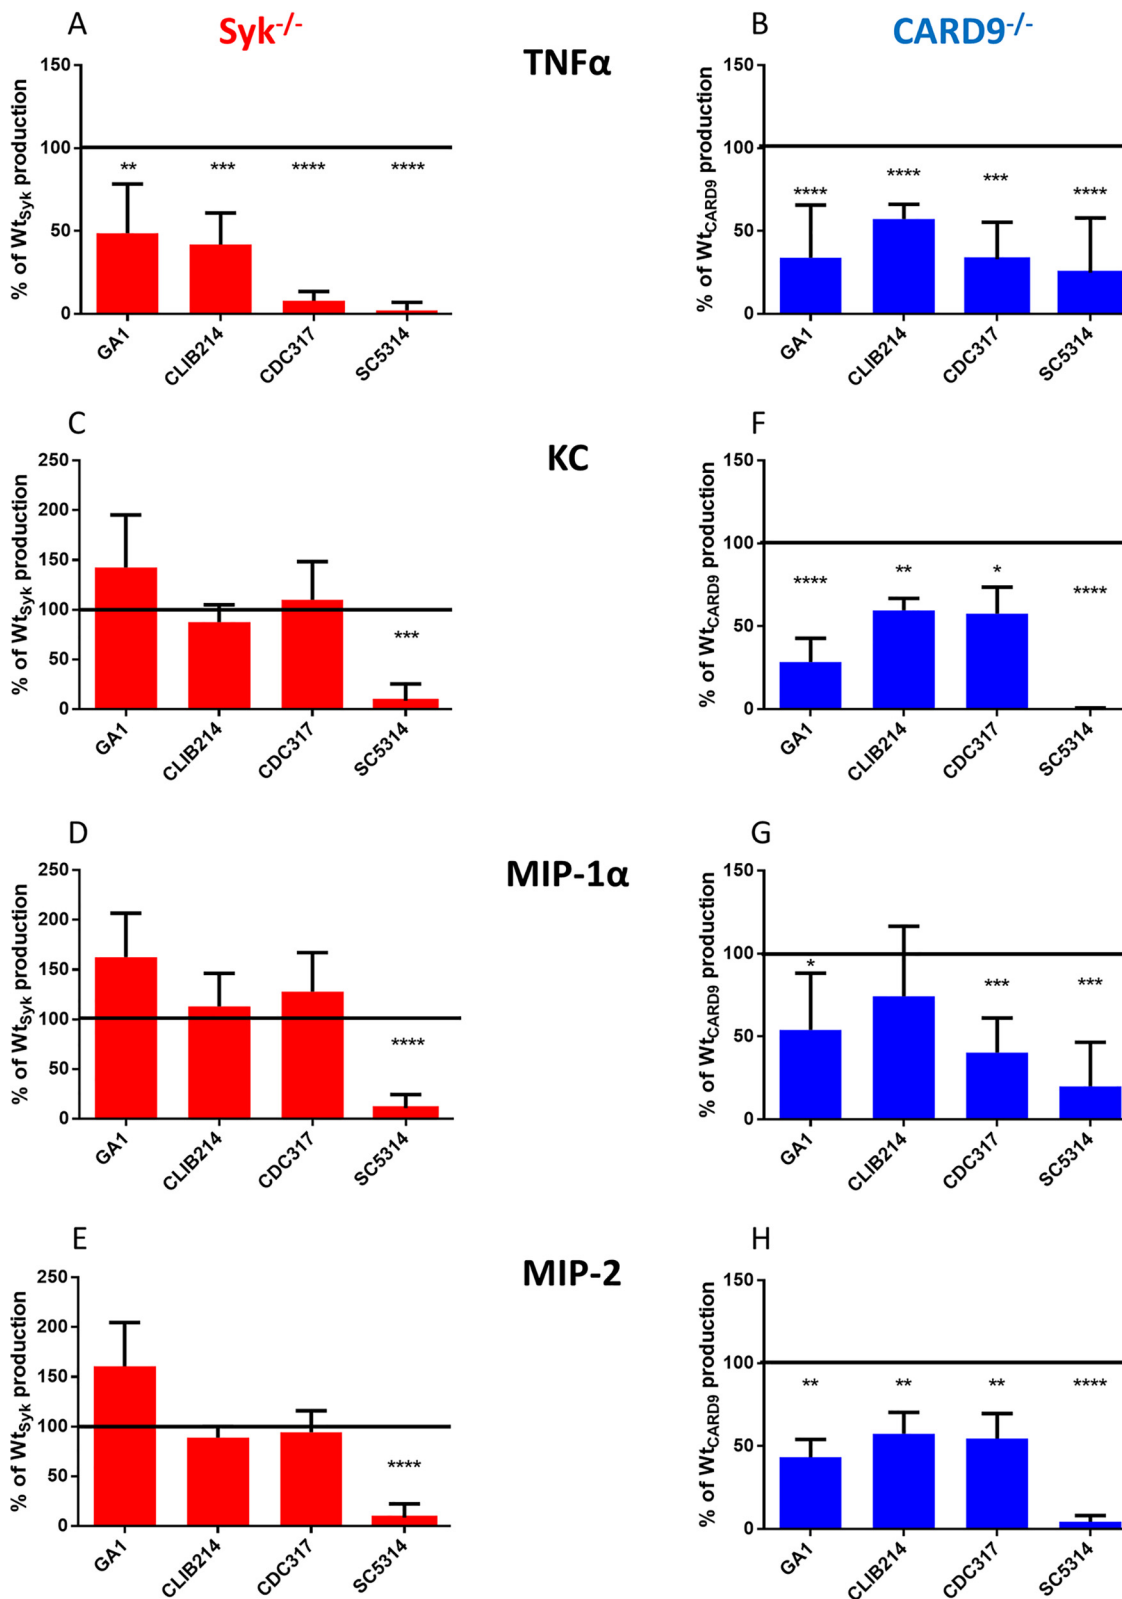 A
Syk-/-
TNFα
B
CARD9-/-
% of WtSyk production
150
100
50
0
** *** **** ****
GA1 CLIB214 CDC317 SC5314
% of WtCARD9 production
150
100
50
0
**** **** *** ****
GA1 CLIB214 CDC317 SC5314
C
KC
F
% of WtSyk production
250
200
150
100
50
0
***
GA1 CLIB214 CDC317 SC5314
% of WtCARD9 production
150
100
50
0
**** ** * ****
GA1 CLIB214 CDC317 SC5314
D
MIP-1α
G
% of WtSyk production
250
200
150
100
50
0
****
GA1 CLIB214 CDC317 SC5314
% of WtCARD9 production
150
100
50
0
* *** ***
GA1 CLIB214 CDC317 SC5314
E
MIP-2
H
% of WtSyk production
250
200
150
100
50
0
****
GA1 CLIB214 CDC317 SC5314
% of WtCARD9 production
150
100
50
0
** ** ** ****
GA1 CLIB214 CDC317 SC5314